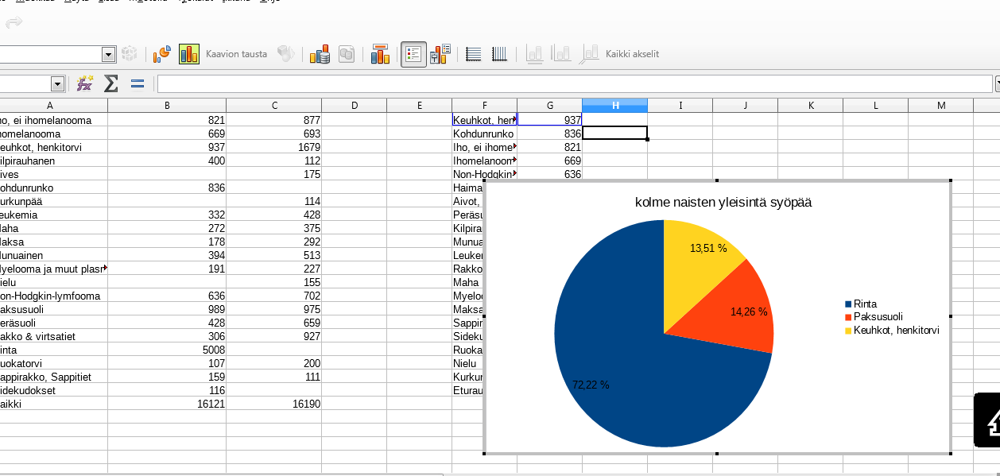 Kaavion tausta Kaikki akselit
A B C D E F G H I J K L M
o, ei ihomelanooma 821 877 Keuhkot, hen 937
omelanooma 669 693 Kohdunrunko 836
euhkot, henkitorvi 937 1679 Iho, ei ihome 821
ilpirauhanen 400 112 Ihomelanoom 669
ives 175 Non-Hodgkin 636
ohdunrunko 836 Haima
urkunpää 114 Aivot,
eukemia 332 428 Peräsu
aha 272 375 Kilpira
aksa 178 292 Munua
unuainen 394 513 Leuker
yelooma ja muut plasm 191 227 Rakko
ielu 155 Maha
on-Hodgkin-lymfooma 636 702 Myeloo
aksusuoli 989 975 Maksa
eräsuoli 428 659 Sappir
akko & virtsatiet 306 927 Sideku
inta 5008 Ruoka
uokatorvi 107 200 Nielu
appirakko, Sappitiet 159 111 Kurkur
idekudokset 116 Eturau
aikki 16121 16190
kolme naisten yleisintä syöpää
13,51 %
14,26 %
72,22 %
Rinta
Paksusuoli
Keuhkot, henkitorvi